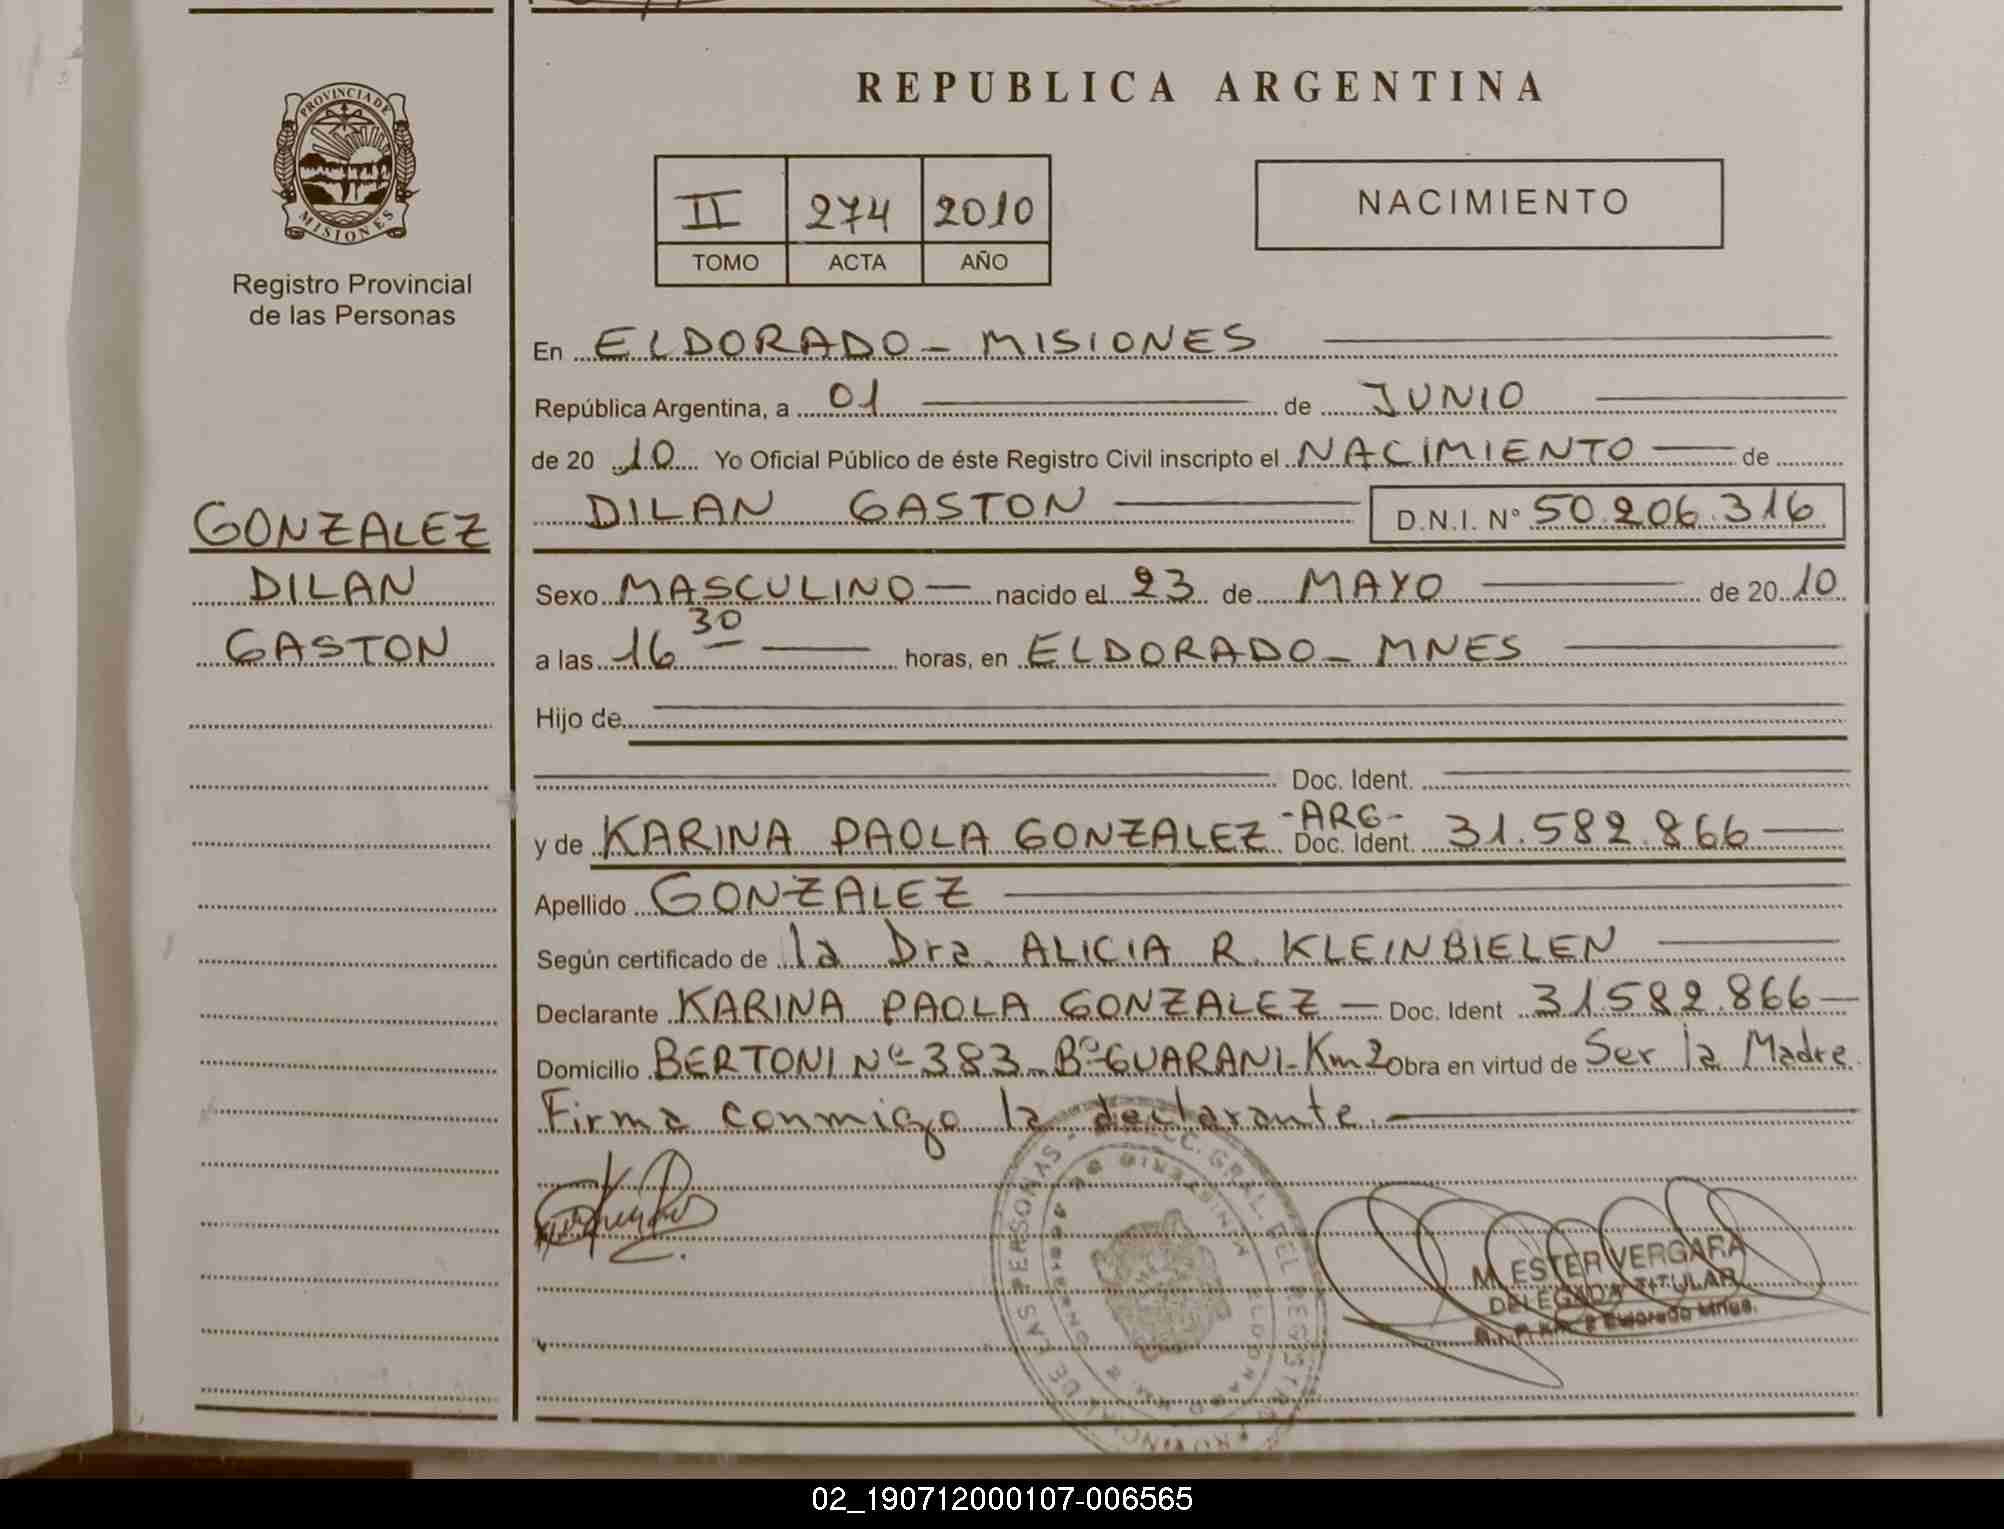 REPUBLICA ARGENTINA
PROVINCIA DE
MISIONES
Registro Provincial
de las Personas
II 274 2010
TOMO ACTA AÑO
NACIMIENTO
En ELDORADO - MISIONES
República Argentina, a 01 de JUNIO
de 20 10 Yo Oficial Público de éste Registro Civil inscripto el NACIMIENTO de
DILAN GASTON D.N.I. N° 50.206.316
GONZALEZ
DILAN
GASTON
Sexo MASCULINO nacido el 23 de MAYO de 20 10
a las 16 30 horas, en ELDORADO - MNES
Hijo de
Doc. Ident.
y de KARINA PAOLA GONZALEZ -ARG- Doc. Ident. 31.582.866
Apellido GONZALEZ
Según certificado de la Dra. ALICIA R. KLEINBIELEN
Declarante KARINA PAOLA GONZALEZ Doc. Ident 31.582.866
Domicilio BERTONI Nº 383 - Bº GUARANI - Km 2 Obra en virtud de Ser la Madre
Firma conmigo la declarante.
M. ESTER VERGARA
DELEGADA TITULAR
Eldorado Mnes.
02_190712000107-006565